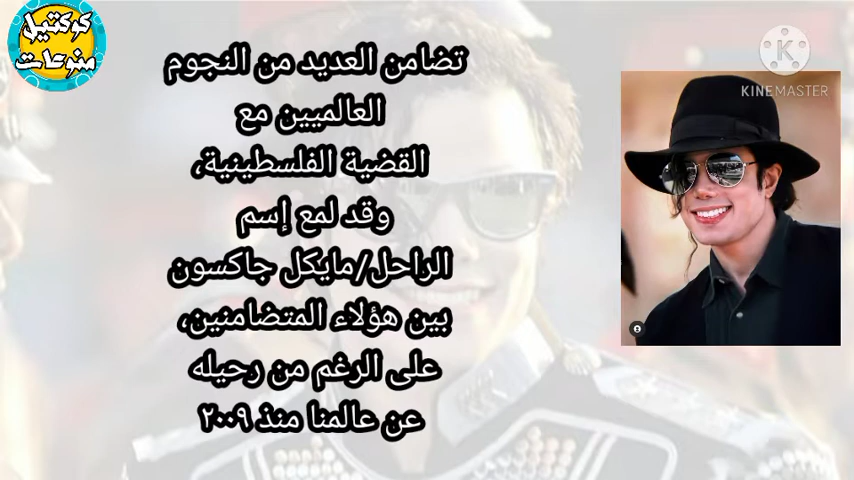 كوكتيل
منوعات
KINEMASTER
تضامن العديد من النجوم
العالميين مع
القضية الفلسطينية،
وقد لمع إسم
الراحل/مايكل جاكسون
بين هؤلاء المتضامنين،
على الرغم من رحيله
عن عالمنا منذ ٢٠٠٩